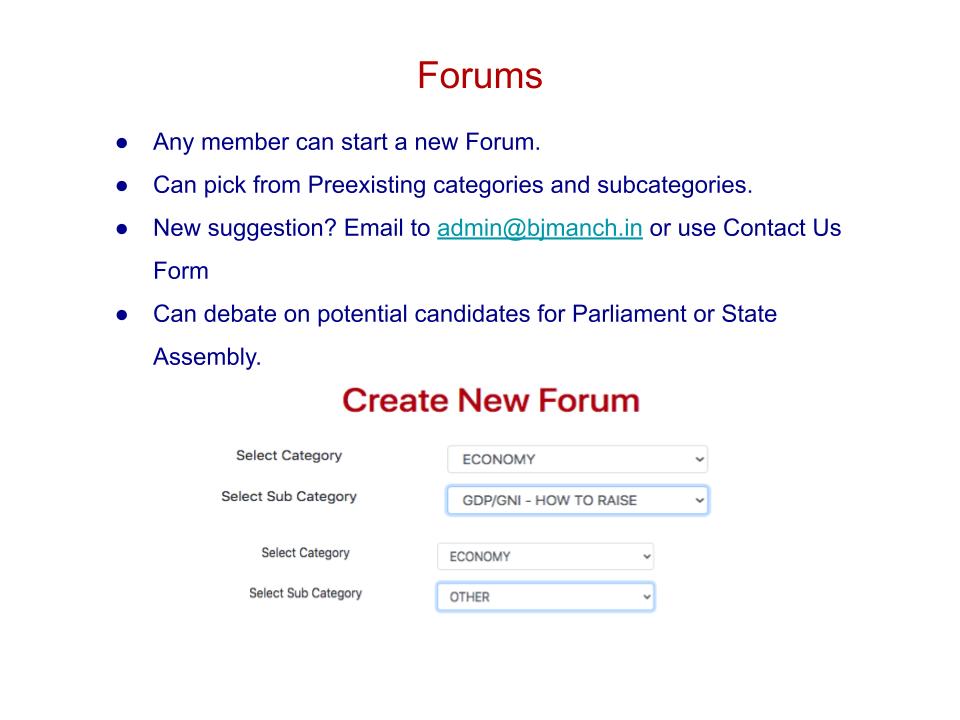 Forums
● Any member can start a new Forum.
● Can pick from Preexisting categories and subcategories.
● New suggestion? Email to admin@bjmanch.in or use Contact Us
Form
● Can debate on potential candidates for Parliament or State
Assembly.
Create New Forum
Select Category ECONOMY
Select Sub Category GDP/GNI - HOW TO RAISE
Select Category ECONOMY
Select Sub Category OTHER